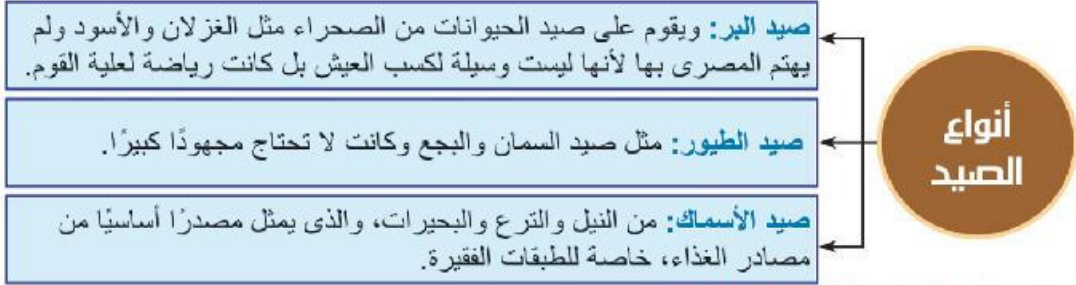 أنواع
الصيد
صيد البر: ويقوم على صيد الحيوانات من الصحراء مثل الغزلان والأسود ولم
يهتم المصرى بها لأنها ليست وسيلة لكسب العيش بل كانت رياضة لعلية القوم.
صيد الطيور: مثل صيد السمان والبجع وكانت لا تحتاج مجهودًا كبيرًا.
صيد الأسماك: من النيل والترع والبحيرات، والذى يمثل مصدرًا أساسيًا من
مصادر الغذاء، خاصة للطبقات الفقيرة.